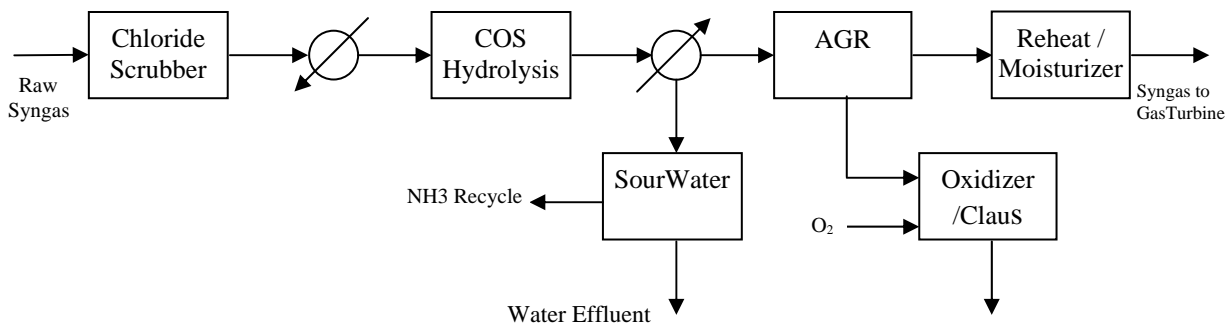 Chloride
Scrubber
COS
Hydrolysis
AGR
Reheat /
Moisturizer
Raw
Syngas
Syngas to
GasTurbine
SourWater
NH3 Recycle
Oxidizer
/Claus
O₂
Water Effluent